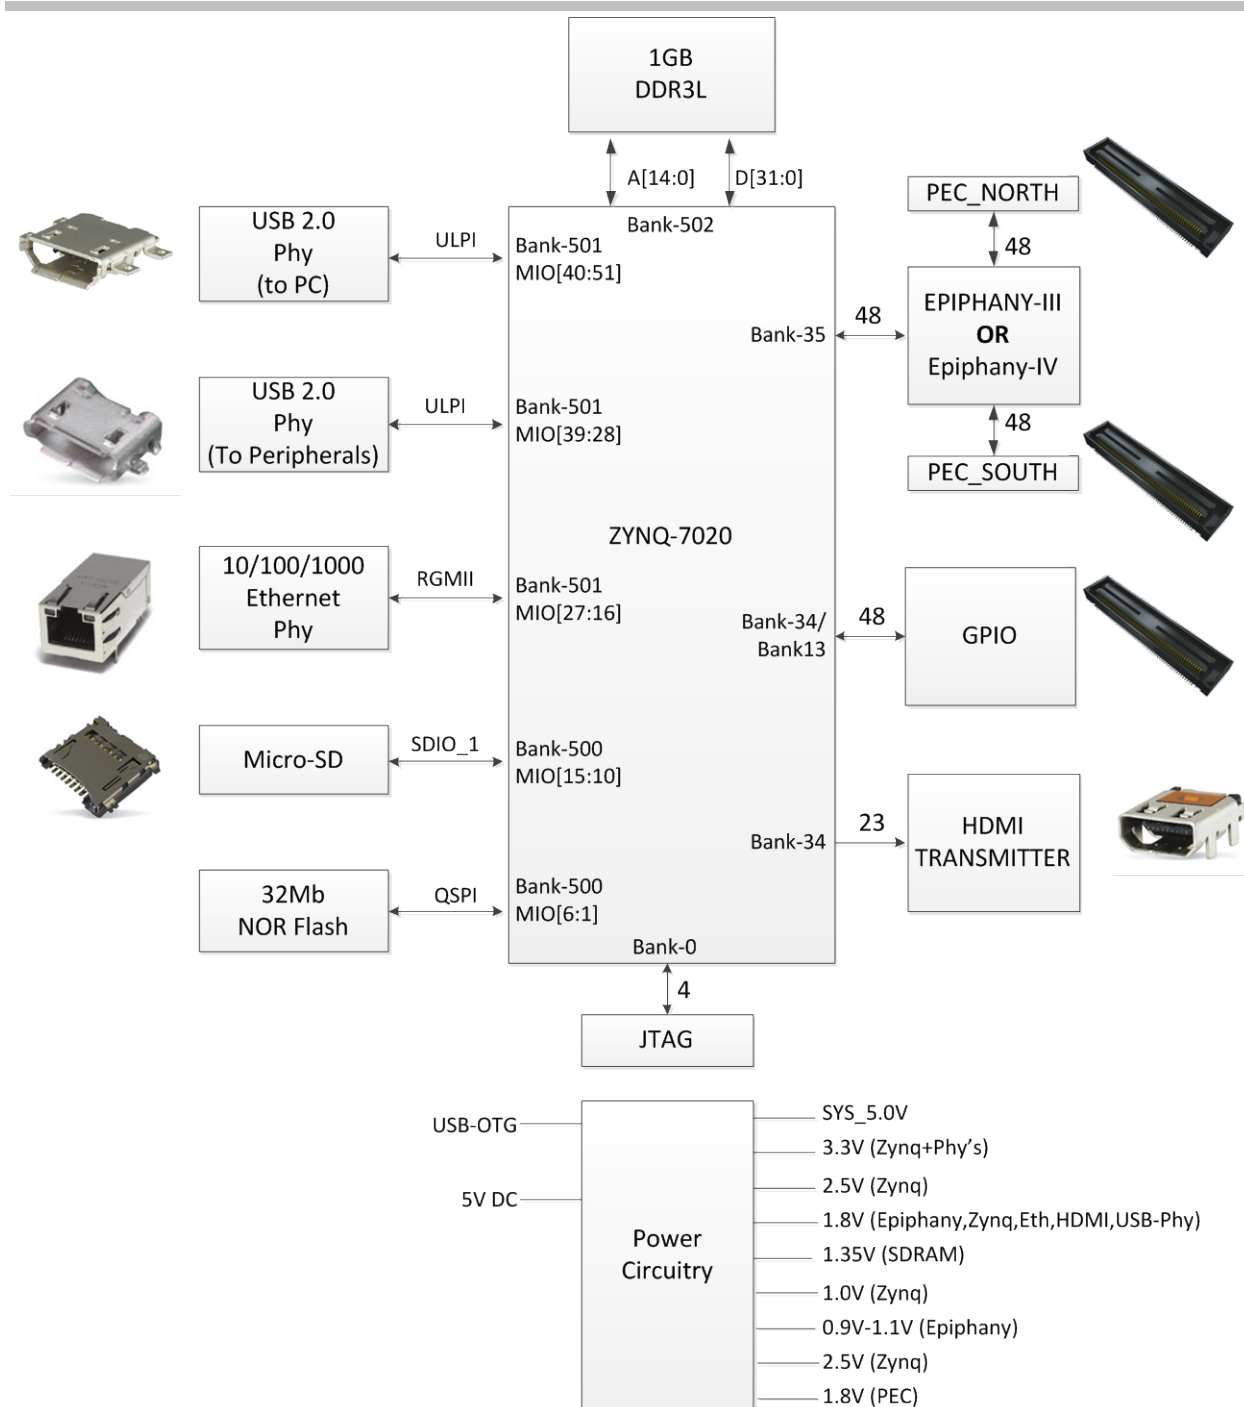 1GB
DDR3L
A[14:0]
D[31:0]
PEC_NORTH
48
USB 2.0
Phy
(to PC)
ULPI
Bank-502
Bank-501
MIO[40:51]
EPIPHANY-III
OR
Epiphany-IV
48
Bank-35
48
PEC_SOUTH
USB 2.0
Phy
(To Peripherals)
ULPI
Bank-501
MIO[39:28]
ZYNQ-7020
10/100/1000
Ethernet
Phy
RGMII
Bank-501
MIO[27:16]
Bank-34/
Bank13
48
GPIO
Micro-SD
SDIO_1
Bank-500
MIO[15:10]
Bank-34
23
HDMI
TRANSMITTER
32Mb
NOR Flash
QSPI
Bank-500
MIO[6:1]
Bank-0
4
JTAG
USB-OTG
5V DC
Power
Circuitry
SYS_5.0V
3.3V (Zynq+Phy’s)
2.5V (Zynq)
1.8V (Epiphany,Zynq,Eth,HDMI,USB-Phy)
1.35V (SDRAM)
1.0V (Zynq)
0.9V-1.1V (Epiphany)
2.5V (Zynq)
1.8V (PEC)